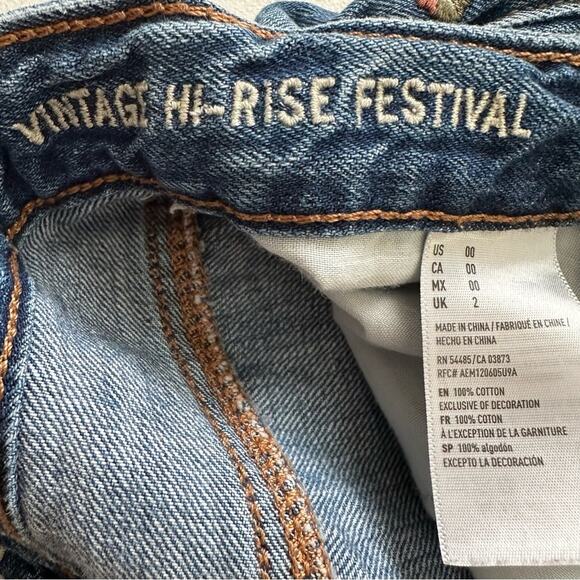 VINTAGE HI-RISE FESTIVAL
US 00
CA 00
MX 00
UK 2
MADE IN CHINA / FABRIQUÉ EN CHINE /
HECHO EN CHINA
RN 54485/CA 03873
RFC# AEM120605U9A
EN 100% COTTON
EXCLUSIVE OF DECORATION
FR 100% COTON
À L'EXCEPTION DE LA GARNITURE
SP 100% algodón
EXCEPTO LA DECORACIÓN